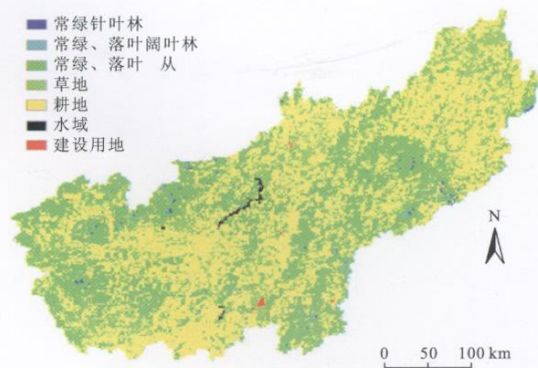 常绿针叶林
常绿、落叶阔叶林
常绿、落叶 从
草地
耕地
水域
建设用地
N
0 50 100 km